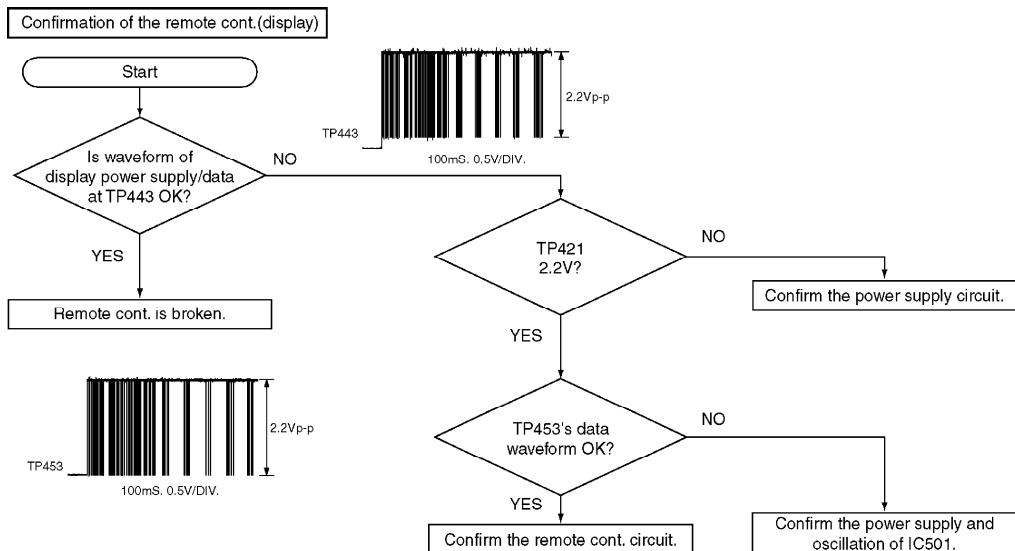 Confirmation of the remote cont.(display)
Start
Is waveform of
display power supply/data
at TP443 OK?
NO
YES
Remote cont. is broken.
TP443
2.2Vp-p
100mS. 0.5V/DIV.
TP421
2.2V?
NO
Confirm the power supply circuit.
YES
TP453's data
waveform OK?
NO
YES
Confirm the remote cont. circuit.
Confirm the power supply and
oscillation of IC501.
TP453
2.2Vp-p
100mS. 0.5V/DIV.